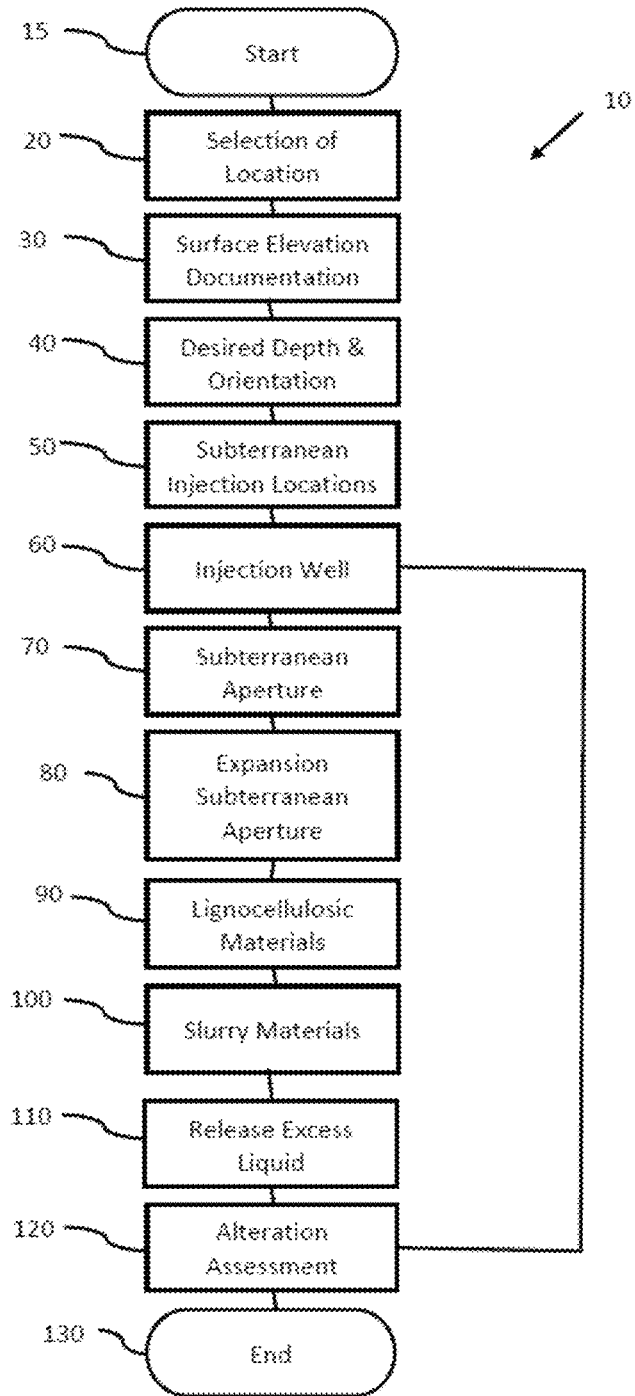 15
Start
10
20
Selection of
Location
30
Surface Elevation
Documentation
40
Desired Depth &
Orientation
50
Subterranean
Injection Locations
60
Injection Well
70
Subterranean
Aperture
80
Expansion
Subterranean
Aperture
90
Lignocellulosic
Materials
100
Slurry Materials
110
Release Excess
Liquid
120
Alteration
Assessment
130
End